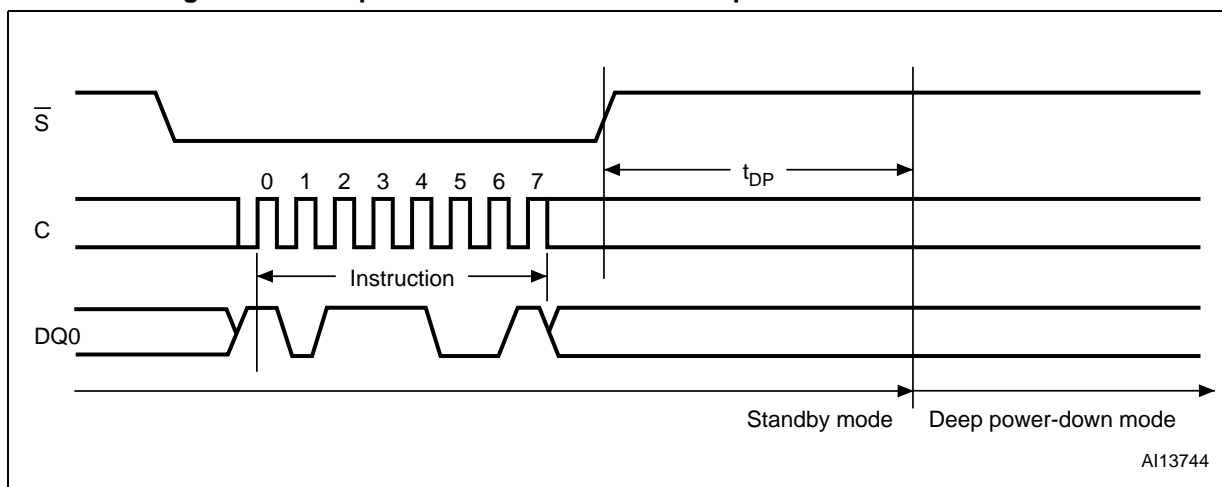 S
0 1 2 3 4 5 6 7
tDP
C
Instruction
DQ0
Standby mode Deep power-down mode
AI13744